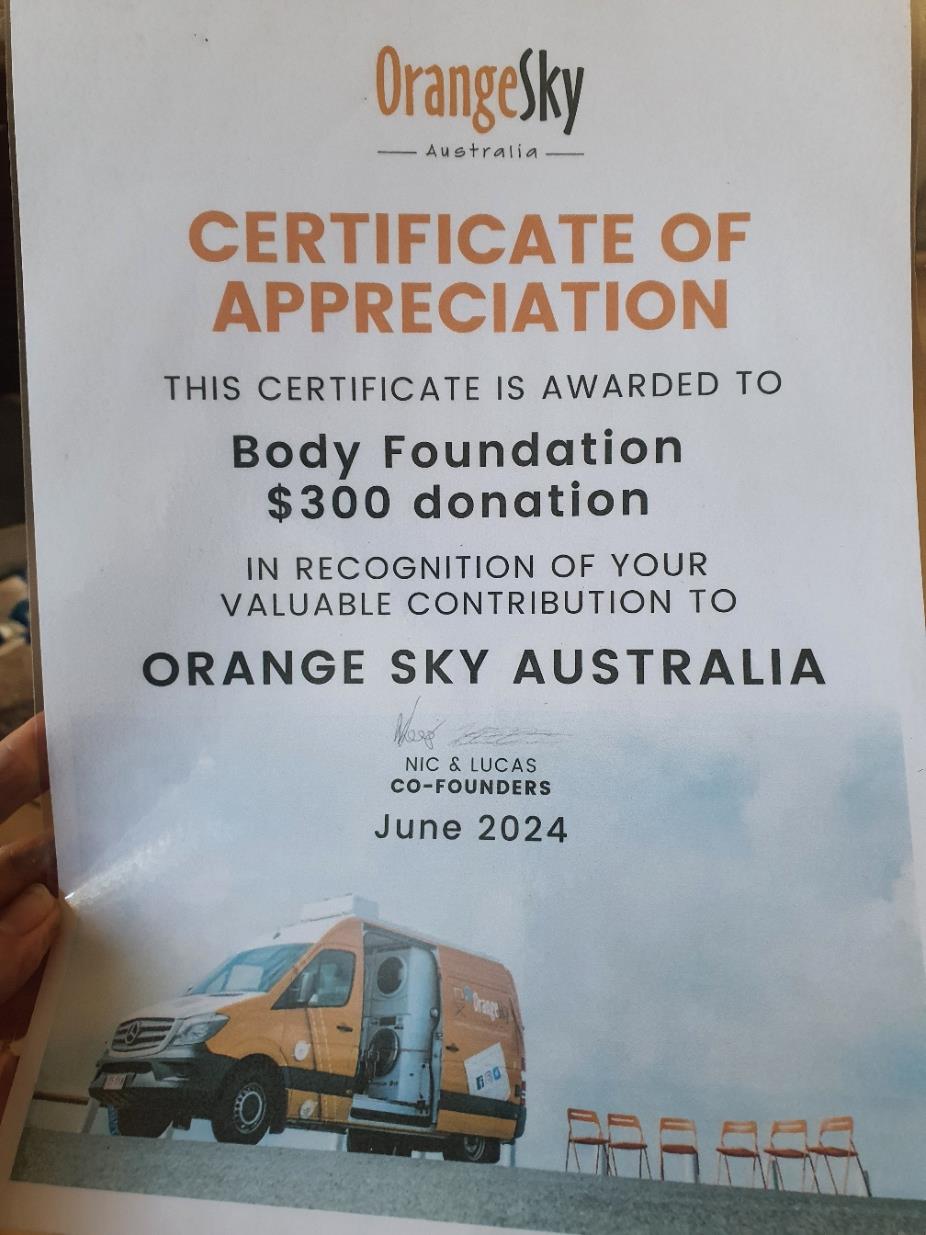 OrangeSky
Australia
CERTIFICATE OF
APPRECIATION
THIS CERTIFICATE IS AWARDED TO
Body Foundation
$300 donation
IN RECOGNITION OF YOUR
VALUABLE CONTRIBUTION TO
ORANGE SKY AUSTRALIA
NIC & LUCAS
CO-FOUNDERS
June 2024
OrangeSky